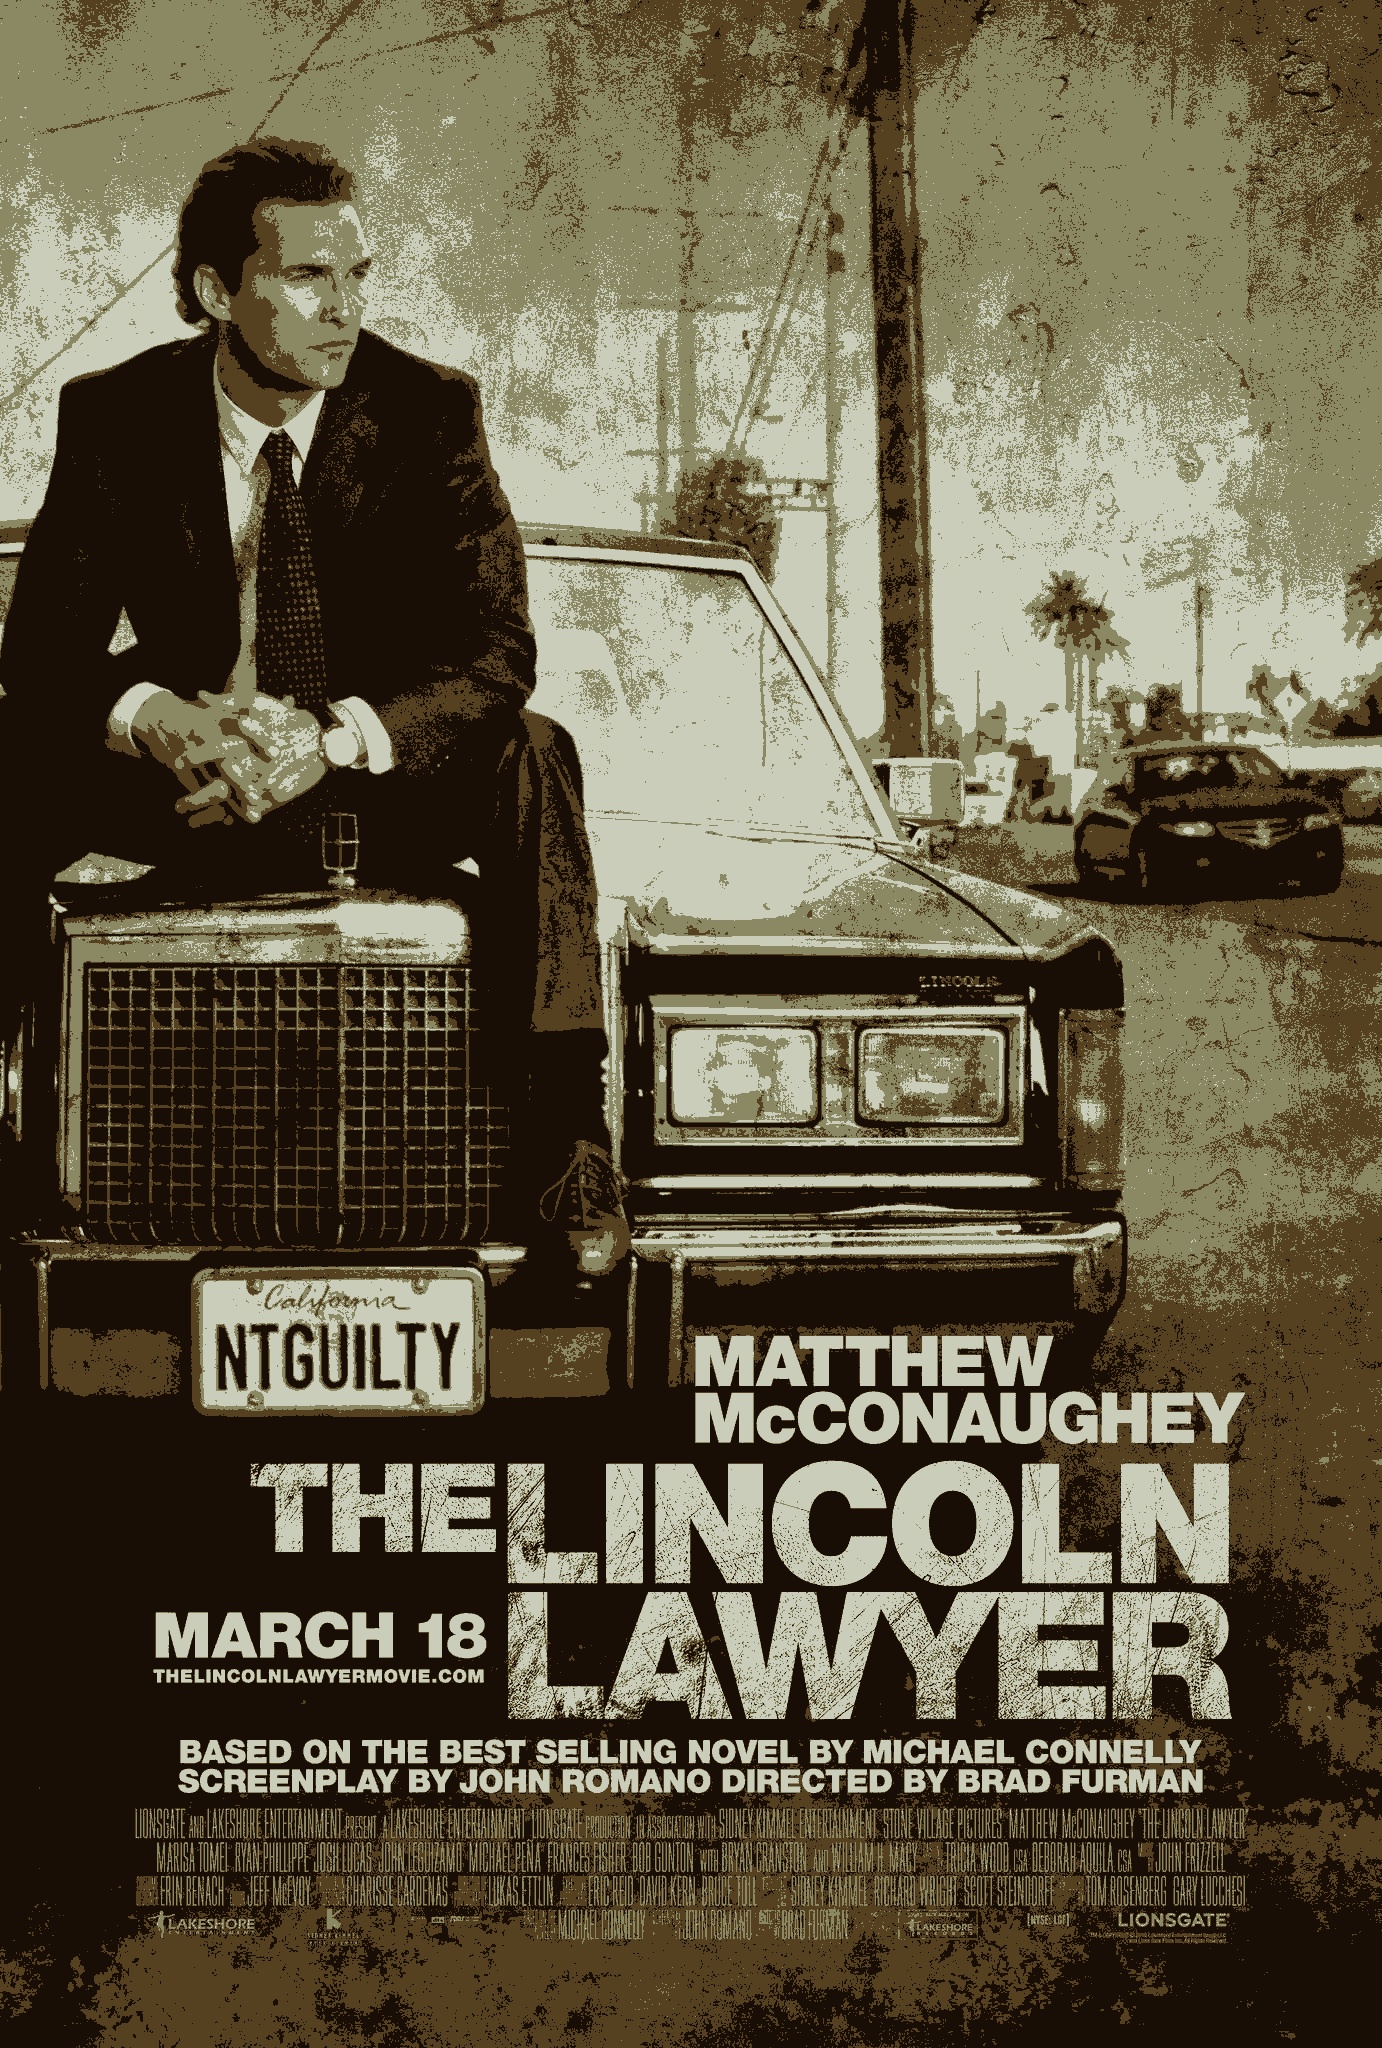 LINCOLN
California
NTGUILTY
MATTHEW
McCONAUGHEY
THE LINCOLN
LAWYER
MARCH 18
THELINCOLNLAWYERMOVIE.COM
BASED ON THE BEST SELLING NOVEL BY MICHAEL CONNELLY
SCREENPLAY BY JOHN ROMANO DIRECTED BY BRAD FURMAN
LIONSGATE AND LAKESHORE ENTERTAINMENT PRESENT A LAKESHORE ENTERTAINMENT LIONSGATE PRODUCTION IN ASSOCIATION WITH SIDNEY KIMMEL ENTERTAINMENT STONE VILLAGE PICTURES MATTHEW McCONAUGHEY "THE LINCOLN LAWYER"
MARISA TOMEI RYAN PHILLIPPE JOSH LUCAS JOHN LEGUIZAMO MICHAEL PEÑA FRANCES FISHER BOB GUNTON WITH BRYAN CRANSTON AND WILLIAM H. MACY TRICIA WOOD, CSA DEBORAH AQUILA, CSA JOHN FRIZZELL
ERIN BENACH JEFF McEVOY CHARISSE CARDENAS LUKAS ETTLIN ERIC REID DAVID KERN BRUCE TOLL SIDNEY KIMMEL RICHARD WRIGHT SCOTT STEINDORFF TOM ROSENBERG GARY LUCCHESI
MICHAEL CONNELLY JOHN ROMANO BRAD FURMAN
LAKESHORE
ENTERTAINMENT
LAKESHORE
RECORDS
[NYSE: LGF]
LIONSGATE